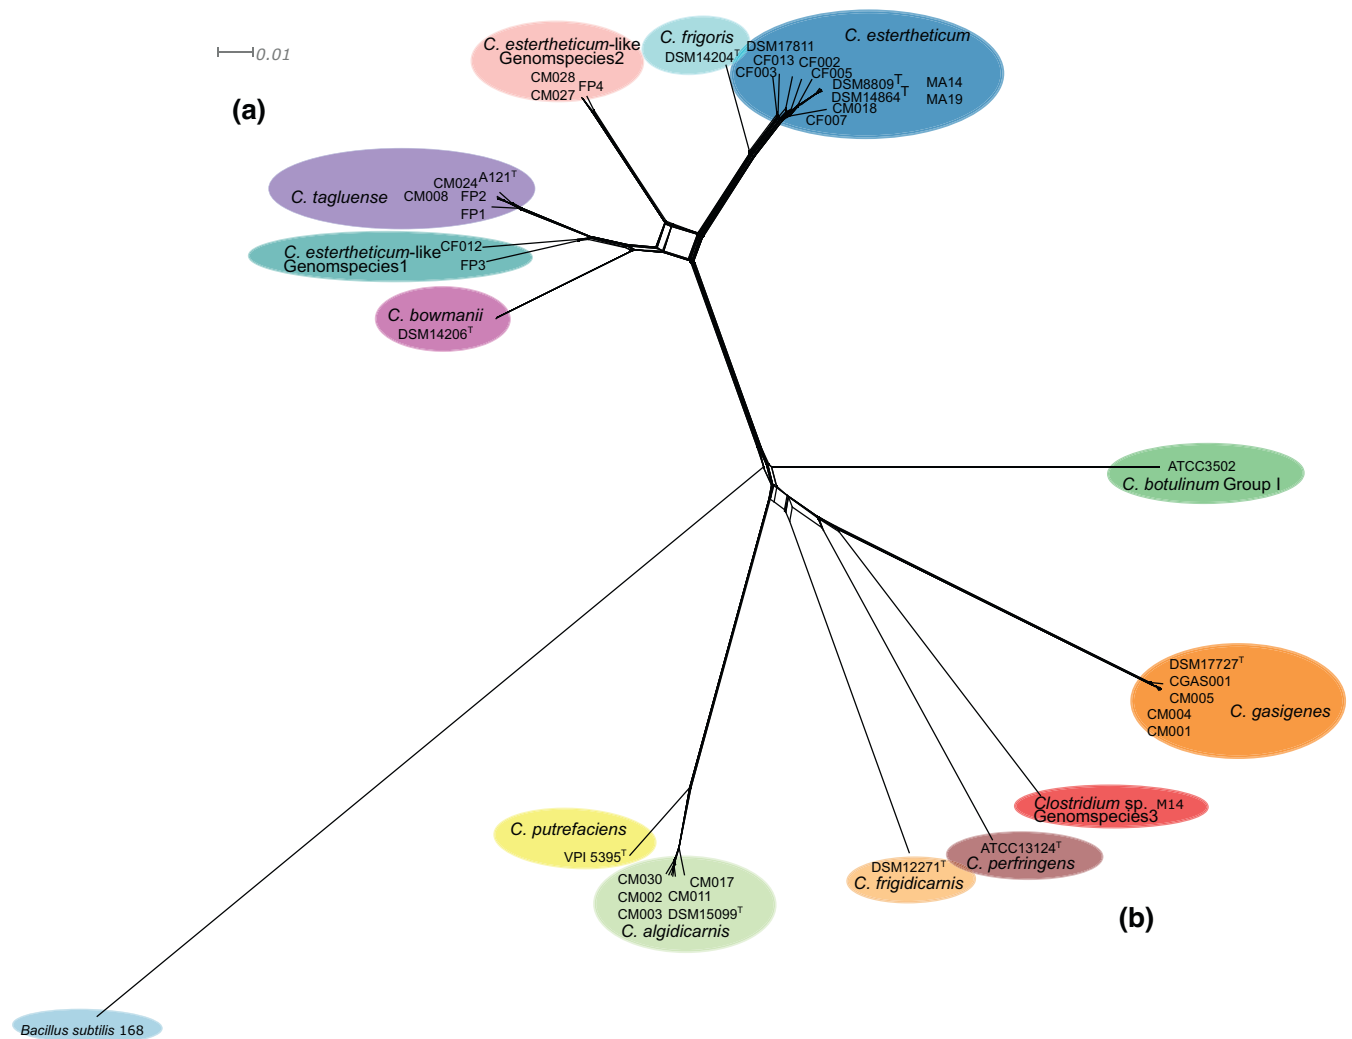 0.01
(a)
C. estertheticum-like
Genomspecies2
CM028
FP4
CM027
C. frigoris
DSM14204T
C. estertheticum
DSM17811
CF013 CF002
CF003 CF005
DSM8809T
MA14
DSM14864T
MA19
CM018
CF007
C. tagluense
CM024 A121T
CM008 FP2
FP1
C. estertheticum-like CF012
Genomspecies1
FP3
C. bowmanii
DSM14206T
ATCC3502
C. botulinum Group I
DSM17727T
CGAS001
CM005
CM004
C. gasigenes
CM001
Clostridium sp. M14
Genomspecies3
ATCC13124T
C. perfringens
DSM12271T
C. frigidicarnis
C. putrefaciens
VPI 5395T
CM030 CM017
CM002 CM011
CM003 DSM15099T
C. algidicarnis
(b)
Bacillus subtilis 168